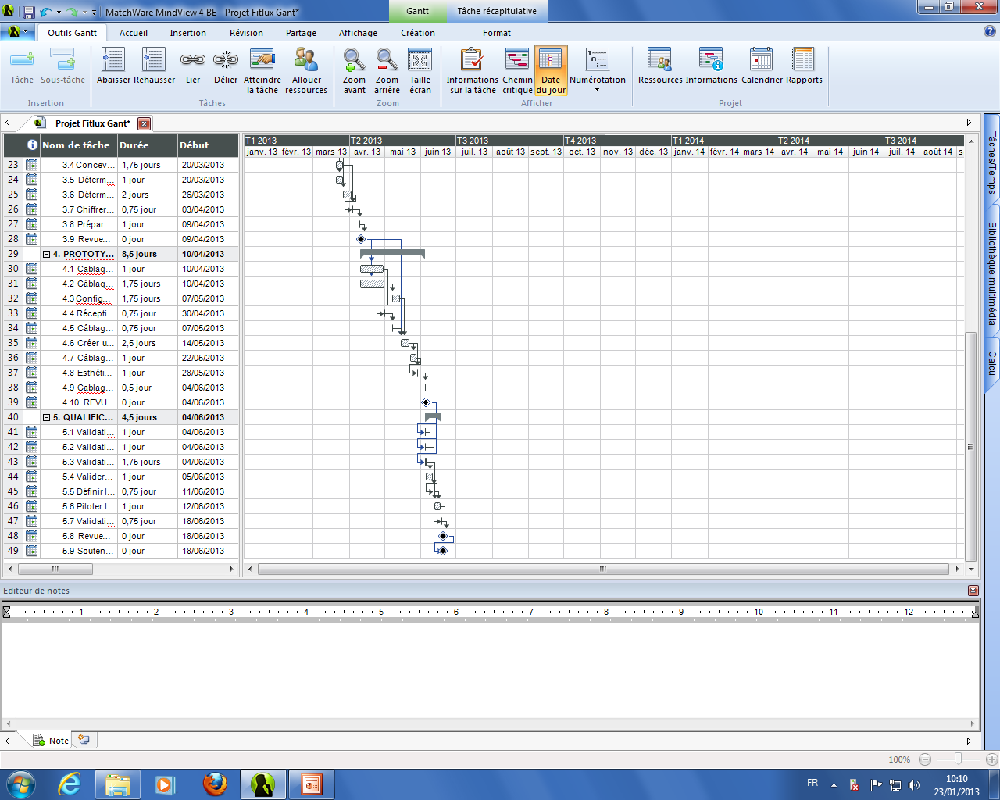 MatchWare MindView 4 BE - Projet Fitlux Gant*
Gantt
Tâche récapitulative
Outils Gantt
Accueil
Insertion
Révision
Partage
Affichage
Création
Format
Tâche
Sous-tâche
Abaisser
Rehausser
Lier
Délier
Atteindre la tâche
Allouer ressources
Zoom avant
Zoom arrière
Taille écran
Informations sur la tâche
Chemin critique
Date du jour
Numérotation
Ressources
Informations
Calendrier
Rapports
Insertion
Tâches
Zoom
Afficher
Projet
Projet Fitlux Gant*
Nom de tâche Durée Début
T1 2013 T2 2013 T3 2013 T4 2013 T1 2014 T2 2014 T3 2014
janv. 13 févr. 13 mars 13 avr. 13 mai 13 juin 13 juil. 13 août 13 sept. 13 oct. 13 nov. 13 déc. 13 janv. 14 févr. 14 mars 14 avr. 14 mai 14 juin 14 juil. 14 août 14 s
23 3.4 Concev... 1,75 jours 20/03/2013
24 3.5 Déterm... 1 jour 20/03/2013
25 3.6 Déterm... 2 jours 26/03/2013
26 3.7 Chiffrer... 0,75 jour 03/04/2013
27 3.8 Prépar... 1 jour 09/04/2013
28 3.9 Revue... 0 jour 09/04/2013
29 4. PROTOTY... 8,5 jours 10/04/2013
30 4.1 Cablag... 1 jour 10/04/2013
31 4.2 Câblag... 1,75 jours 10/04/2013
32 4.3 Config... 1,75 jours 07/05/2013
33 4.4 Récepti... 0,75 jour 30/04/2013
34 4.5 Câblag... 0,75 jour 07/05/2013
35 4.6 Créer u... 2,5 jours 14/05/2013
36 4.7 Câblag... 1 jour 22/05/2013
37 4.8 Esthéti... 1 jour 28/05/2013
38 4.9 Cablag... 0,5 jour 04/06/2013
39 4.10 REVU... 0 jour 04/06/2013
40 5. QUALIFIC... 4,5 jours 04/06/2013
41 5.1 Validati... 1 jour 04/06/2013
42 5.2 Validati... 1 jour 04/06/2013
43 5.3 Validati... 1,75 jours 04/06/2013
44 5.4 Valider... 1 jour 05/06/2013
45 5.5 Définir l... 0,75 jour 11/06/2013
46 5.6 Piloter l... 1 jour 12/06/2013
47 5.7 Validati... 0,75 jour 18/06/2013
48 5.8 Revue... 0 jour 18/06/2013
49 5.9 Souten... 0 jour 18/06/2013
Tâches/Temps
Bibliothèque multimédia
Calcul
Editeur de notes
1 2 3 4 5 6 7 8 9 10 11 12
Note
100%
FR
10:10
23/01/2013